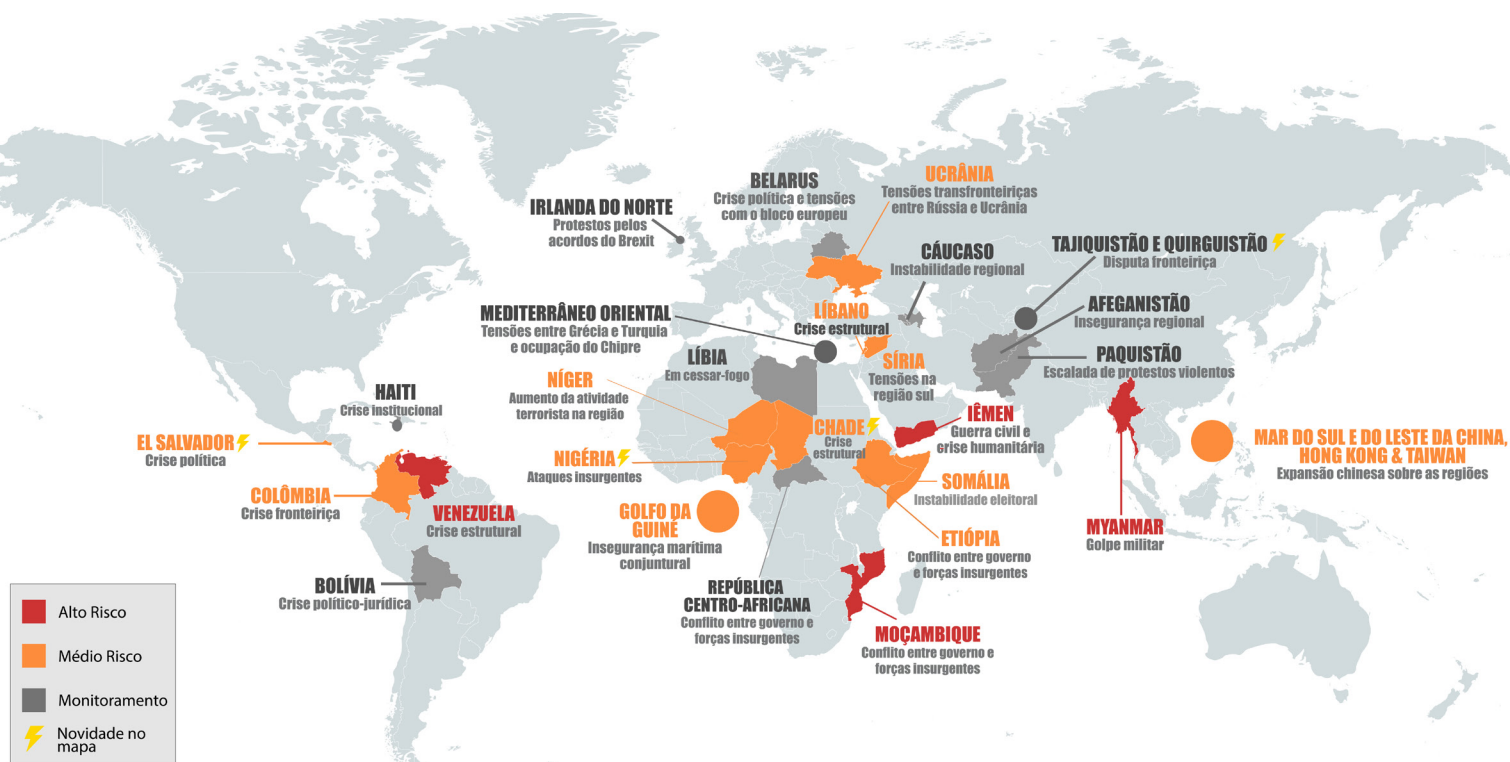 UCRÂNIA
Tensões transfronteiriças
entre Rússia e Ucrânia
BELARUS
Crise política e tensões
com o bloco europeu
IRLANDA DO NORTE
Protestos pelos
acordos do Brexit
CÁUCASO
Instabilidade regional
TAJIQUISTÃO E QUIRGUISTÃO
Disputa fronteiriça
MEDITERRÂNEO ORIENTAL
Tensões entre Grécia e Turquia
e ocupação do Chipre
LÍBANO
Crise estrutural
AFEGANISTÃO
Insegurança regional
LÍBIA
Em cessar-fogo
SÍRIA
Tensões na
região sul
PAQUISTÃO
Escalada de protestos violentos
NÍGER
Aumento da atividade
terrorista na região
HAITI
Crise institucional
CHADE
Crise
estrutural
IÊMEN
Guerra civil e
crise humanitária
EL SALVADOR
Crise política
NIGÉRIA
Ataques insurgentes
MAR DO SUL E DO LESTE DA CHINA,
HONG KONG & TAIWAN
Expansão chinesa sobre as regiões
COLÔMBIA
Crise fronteiriça
VENEZUELA
Crise estrutural
GOLFO DA
GUINÉ
Insegurança marítima
conjuntural
SOMÁLIA
Instabilidade eleitoral
ETIÓPIA
Conflito entre governo
e forças insurgentes
MYANMAR
Golpe militar
BOLÍVIA
Crise político-jurídica
REPÚBLICA
CENTRO-AFRICANA
Conflito entre governo e
forças insurgentes
MOÇAMBIQUE
Conflito entre governo e
forças insurgentes
Alto Risco
Médio Risco
Monitoramento
Novidade no
mapa